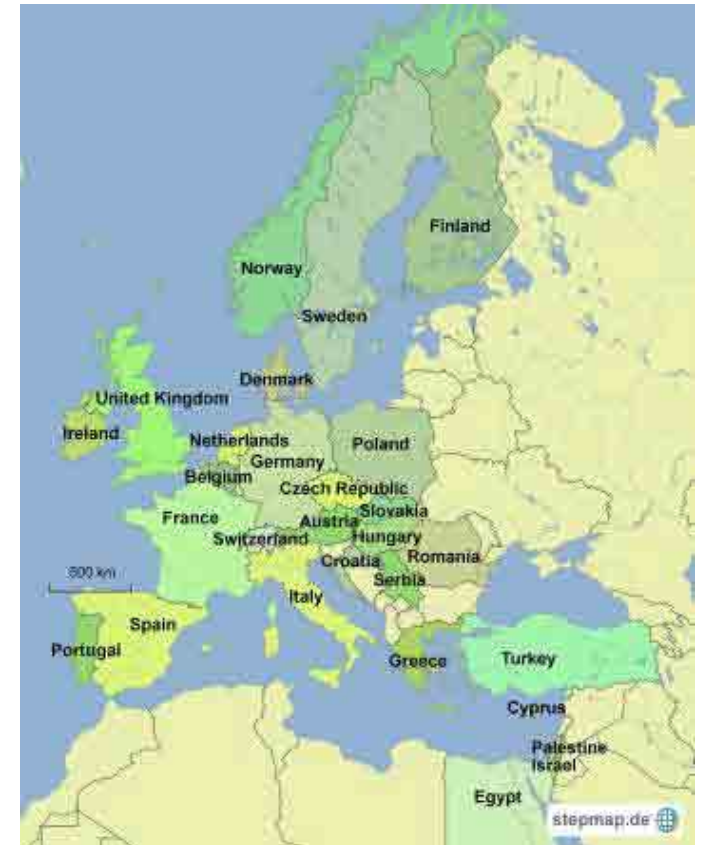 Finland
Norway
Sweden
Denmark
United Kingdom
Ireland
Netherlands
Poland
Germany
Belgium
Czech Republic
Slovakia
France
Austria
Switzerland
Hungary
Croatia
Romania
500 km
Serbia
Italy
Spain
Portugal
Greece
Turkey
Cyprus
Palestine
Israel
Egypt
stepmap.de